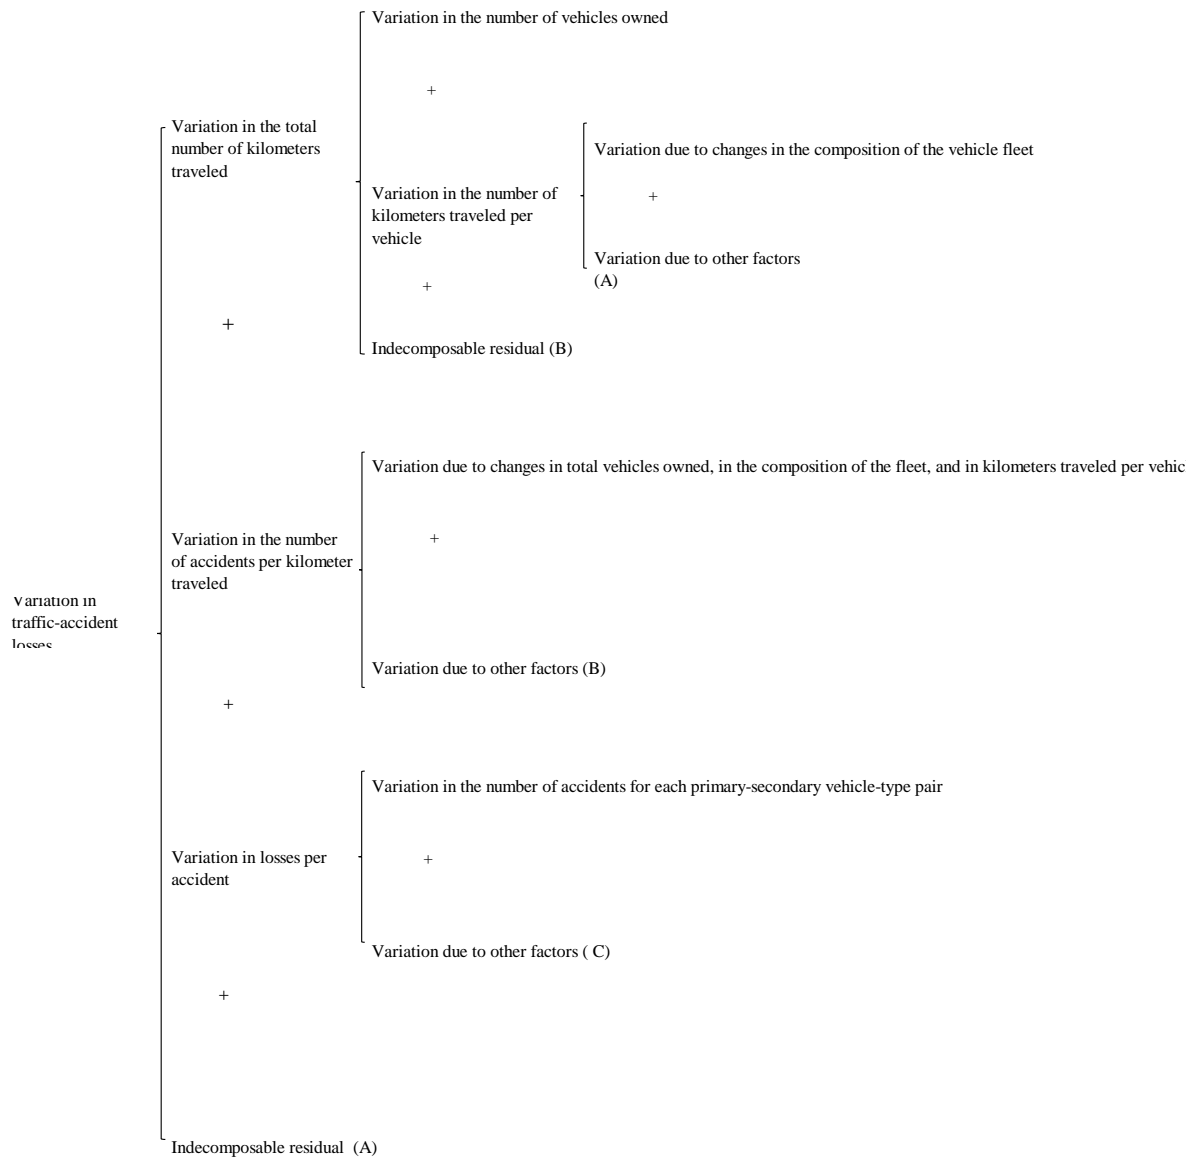 Variation in the number of vehicles owned
+
Variation in the total
number of kilometers
traveled
Variation due to changes in the composition of the vehicle fleet
Variation in the number of
kilometers traveled per
vehicle
+
Variation due to other factors
(A)
+
+
Indecomposable residual (B)
Variation due to changes in total vehicles owned, in the composition of the fleet, and in kilometers traveled per vehic
Variation in the number
of accidents per kilometer
traveled
+
Variation in
traffic-accident
losses
Variation due to other factors (B)
+
Variation in the number of accidents for each primary-secondary vehicle-type pair
Variation in losses per
accident
+
Variation due to other factors ( C)
+
Indecomposable residual (A)